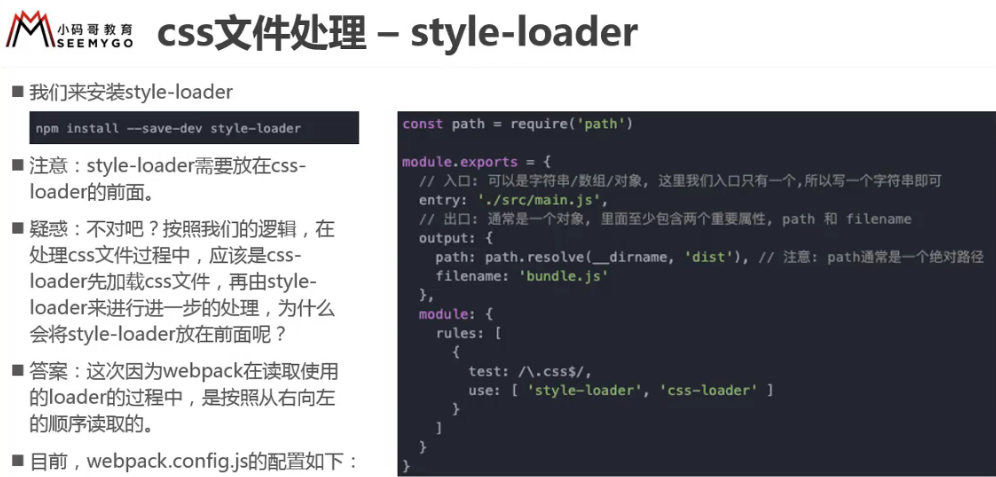 小码哥教育
SEEMYGO
css文件处理 – style-loader
■ 我们来安装style-loader
npm install --save-dev style-loader
■ 注意：style-loader需要放在css-
loader的前面。
■ 疑惑：不对吧？按照我们的逻辑，在
处理css文件过程中，应该是css-
loader先加载css文件，再由style-
loader来进行进一步的处理，为什么
会将style-loader放在前面呢？
■ 答案：这次因为webpack在读取使用
的loader的过程中，是按照从右向左
的顺序读取的。
■ 目前，webpack.config.js的配置如下：
const path = require('path')
module.exports = {
// 入口: 可以是字符串/数组/对象, 这里我们入口只有一个,所以写一个字符串即可
entry: './src/main.js',
// 出口: 通常是一个对象, 里面至少包含两个重要属性, path 和 filename
output: {
path: path.resolve(__dirname, 'dist'), // 注意: path通常是一个绝对路径
filename: 'bundle.js'
},
module: {
rules: [
{
test: /\.css$/,
use: [ 'style-loader', 'css-loader' ]
}
]
}
}